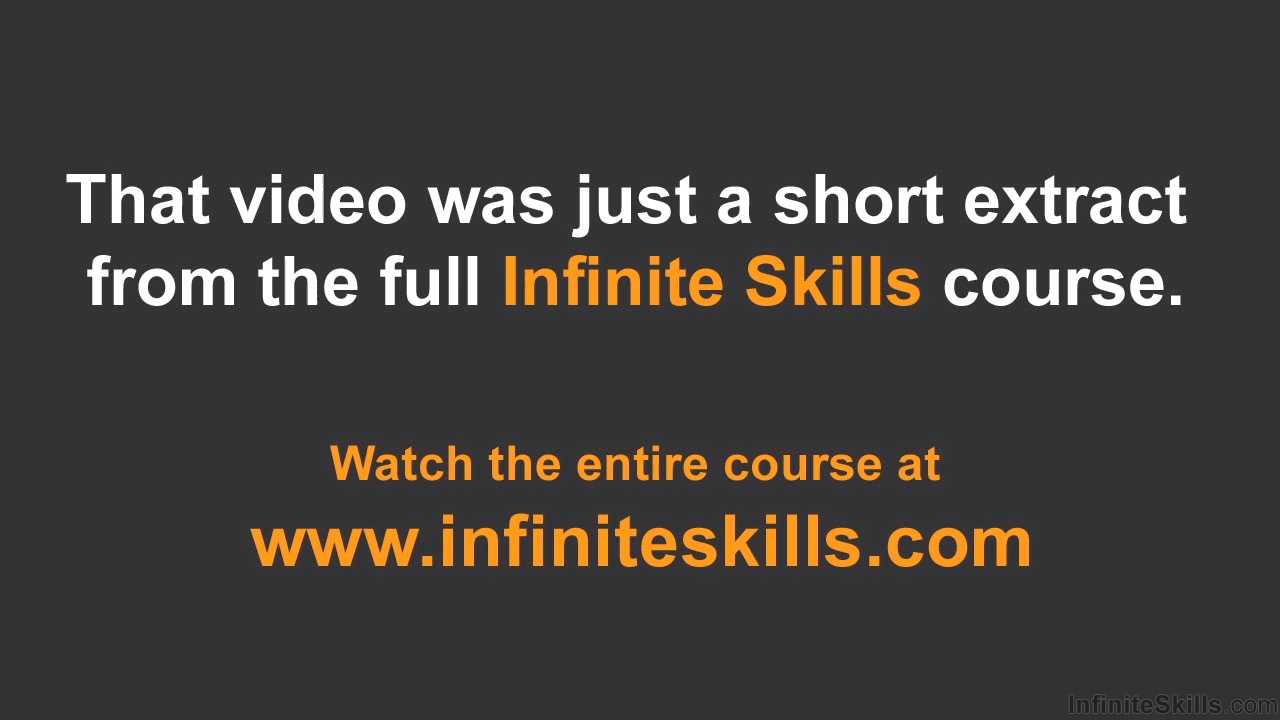 That video was just a short extract
from the full Infinite Skills course.
Watch the entire course at
www.infiniteskills.com
InfiniteSkills.com